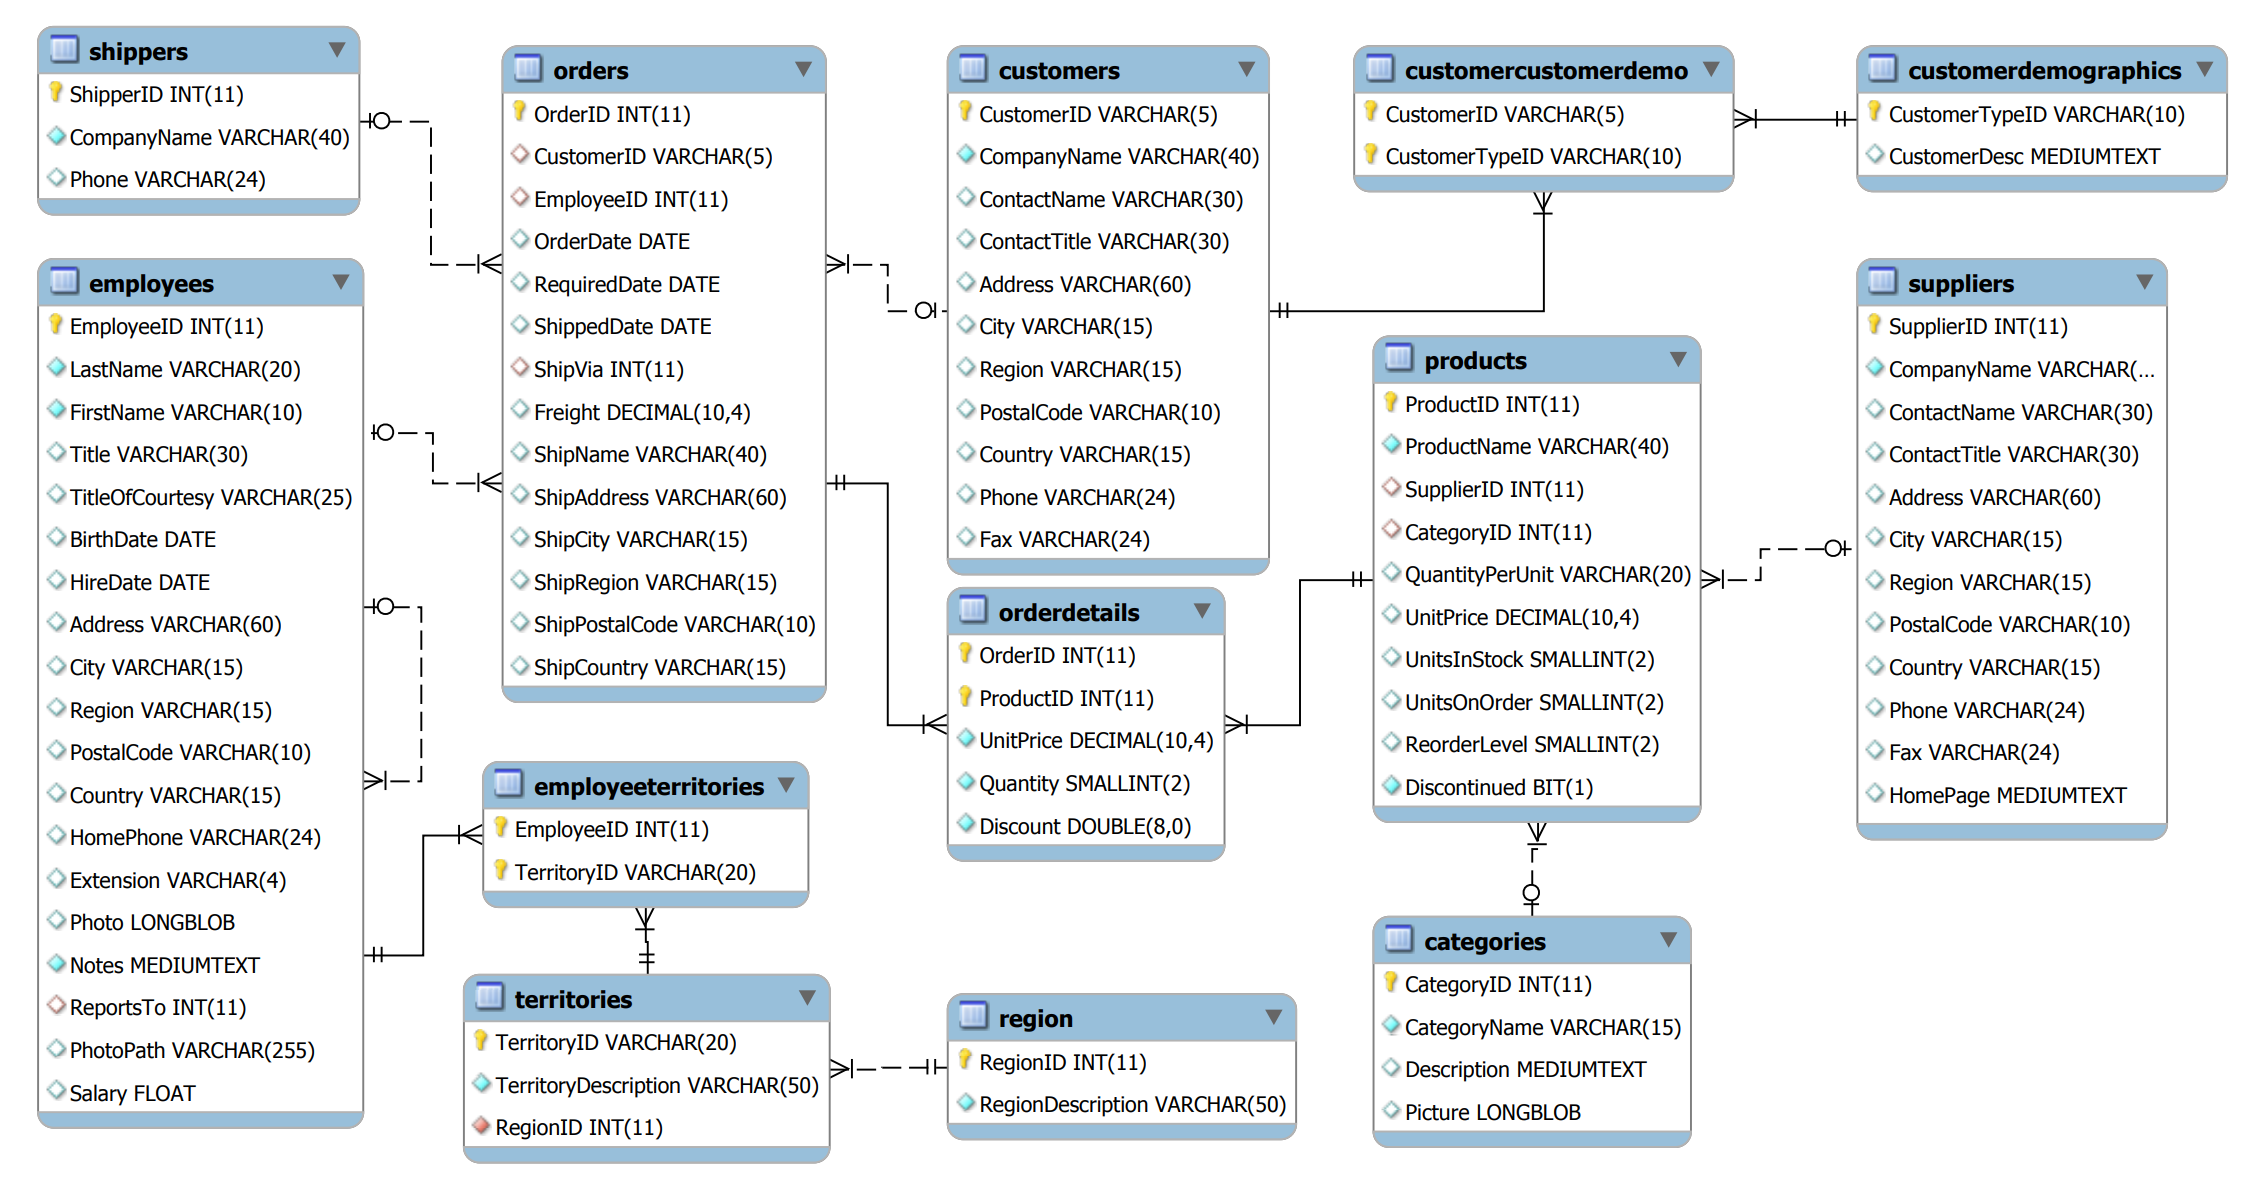 shippers
ShipperID INT(11)
CompanyName VARCHAR(40)
Phone VARCHAR(24)
employees
EmployeeID INT(11)
LastName VARCHAR(20)
FirstName VARCHAR(10)
Title VARCHAR(30)
TitleOfCourtesy VARCHAR(25)
BirthDate DATE
HireDate DATE
Address VARCHAR(60)
City VARCHAR(15)
Region VARCHAR(15)
PostalCode VARCHAR(10)
Country VARCHAR(15)
HomePhone VARCHAR(24)
Extension VARCHAR(4)
Photo LONGBLOB
Notes MEDIUMTEXT
ReportsTo INT(11)
PhotoPath VARCHAR(255)
Salary FLOAT
orders
OrderID INT(11)
CustomerID VARCHAR(5)
EmployeeID INT(11)
OrderDate DATE
RequiredDate DATE
ShippedDate DATE
ShipVia INT(11)
Freight DECIMAL(10,4)
ShipName VARCHAR(40)
ShipAddress VARCHAR(60)
ShipCity VARCHAR(15)
ShipRegion VARCHAR(15)
ShipPostalCode VARCHAR(10)
ShipCountry VARCHAR(15)
employeeterritories
EmployeeID INT(11)
TerritoryID VARCHAR(20)
territories
TerritoryID VARCHAR(20)
TerritoryDescription VARCHAR(50)
RegionID INT(11)
customers
CustomerID VARCHAR(5)
CompanyName VARCHAR(40)
ContactName VARCHAR(30)
ContactTitle VARCHAR(30)
Address VARCHAR(60)
City VARCHAR(15)
Region VARCHAR(15)
PostalCode VARCHAR(10)
Country VARCHAR(15)
Phone VARCHAR(24)
Fax VARCHAR(24)
orderdetails
OrderID INT(11)
ProductID INT(11)
UnitPrice DECIMAL(10,4)
Quantity SMALLINT(2)
Discount DOUBLE(8,0)
region
RegionID INT(11)
RegionDescription VARCHAR(50)
customercustomerdemo
CustomerID VARCHAR(5)
CustomerTypeID VARCHAR(10)
products
ProductID INT(11)
ProductName VARCHAR(40)
SupplierID INT(11)
CategoryID INT(11)
QuantityPerUnit VARCHAR(20)
UnitPrice DECIMAL(10,4)
UnitsInStock SMALLINT(2)
UnitsOnOrder SMALLINT(2)
ReorderLevel SMALLINT(2)
Discontinued BIT(1)
categories
CategoryID INT(11)
CategoryName VARCHAR(15)
Description MEDIUMTEXT
Picture LONGBLOB
customerdemographics
CustomerTypeID VARCHAR(10)
CustomerDesc MEDIUMTEXT
suppliers
SupplierID INT(11)
CompanyName VARCHAR(...
ContactName VARCHAR(30)
ContactTitle VARCHAR(30)
Address VARCHAR(60)
City VARCHAR(15)
Region VARCHAR(15)
PostalCode VARCHAR(10)
Country VARCHAR(15)
Phone VARCHAR(24)
Fax VARCHAR(24)
HomePage MEDIUMTEXT